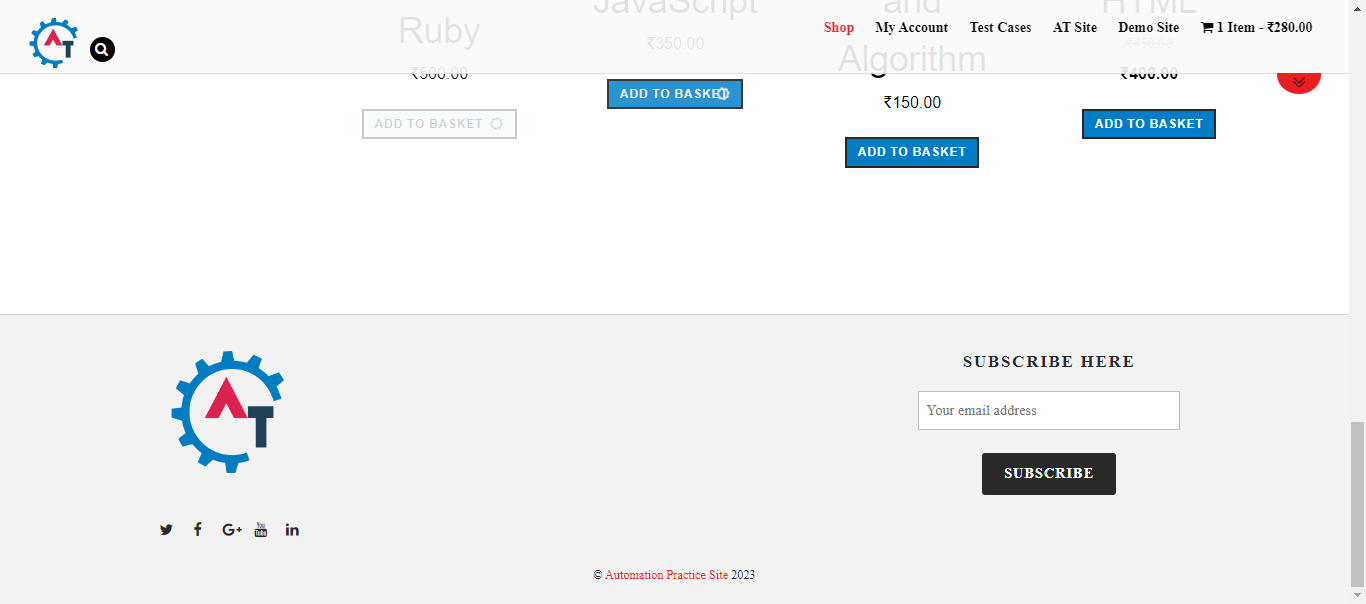 JavaScript
and
HTML
Ruby
Shop
My Account
Test Cases
AT Site
Demo Site
1 Item - ₹280.00
₹350.00
₹450.00
Algorithm
₹500.00
₹400.00
ADD TO BASKET
₹150.00
ADD TO BASKET
ADD TO BASKET
ADD TO BASKET
AT
SUBSCRIBE HERE
Your email address
SUBSCRIBE
© Automation Practice Site 2023